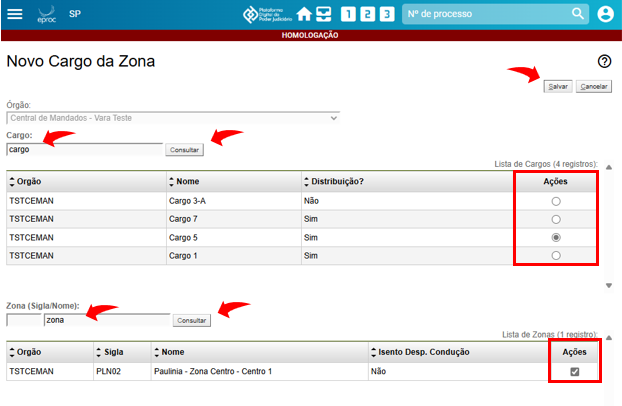 eproc SP Plataforma Digital do Poder Judiciário 1 2 3 Nº de processo
HOMOLOGAÇÃO
Novo Cargo da Zona
Salvar Cancelar
Órgão:
Central de Mandados - Vara Teste
Cargo:
cargo Consultar
Lista de Cargos (4 registros):
Orgão Nome Distribuição? Ações
TSTCEMAN Cargo 3-A Não
TSTCEMAN Cargo 7 Sim
TSTCEMAN Cargo 5 Sim
TSTCEMAN Cargo 1 Sim
Zona (Sigla/Nome):
zona Consultar
Lista de Zonas (1 registro):
Orgão Sigla Nome Isento Desp. Condução Ações
TSTCEMAN PLN02 Paulinia - Zona Centro - Centro 1 Não